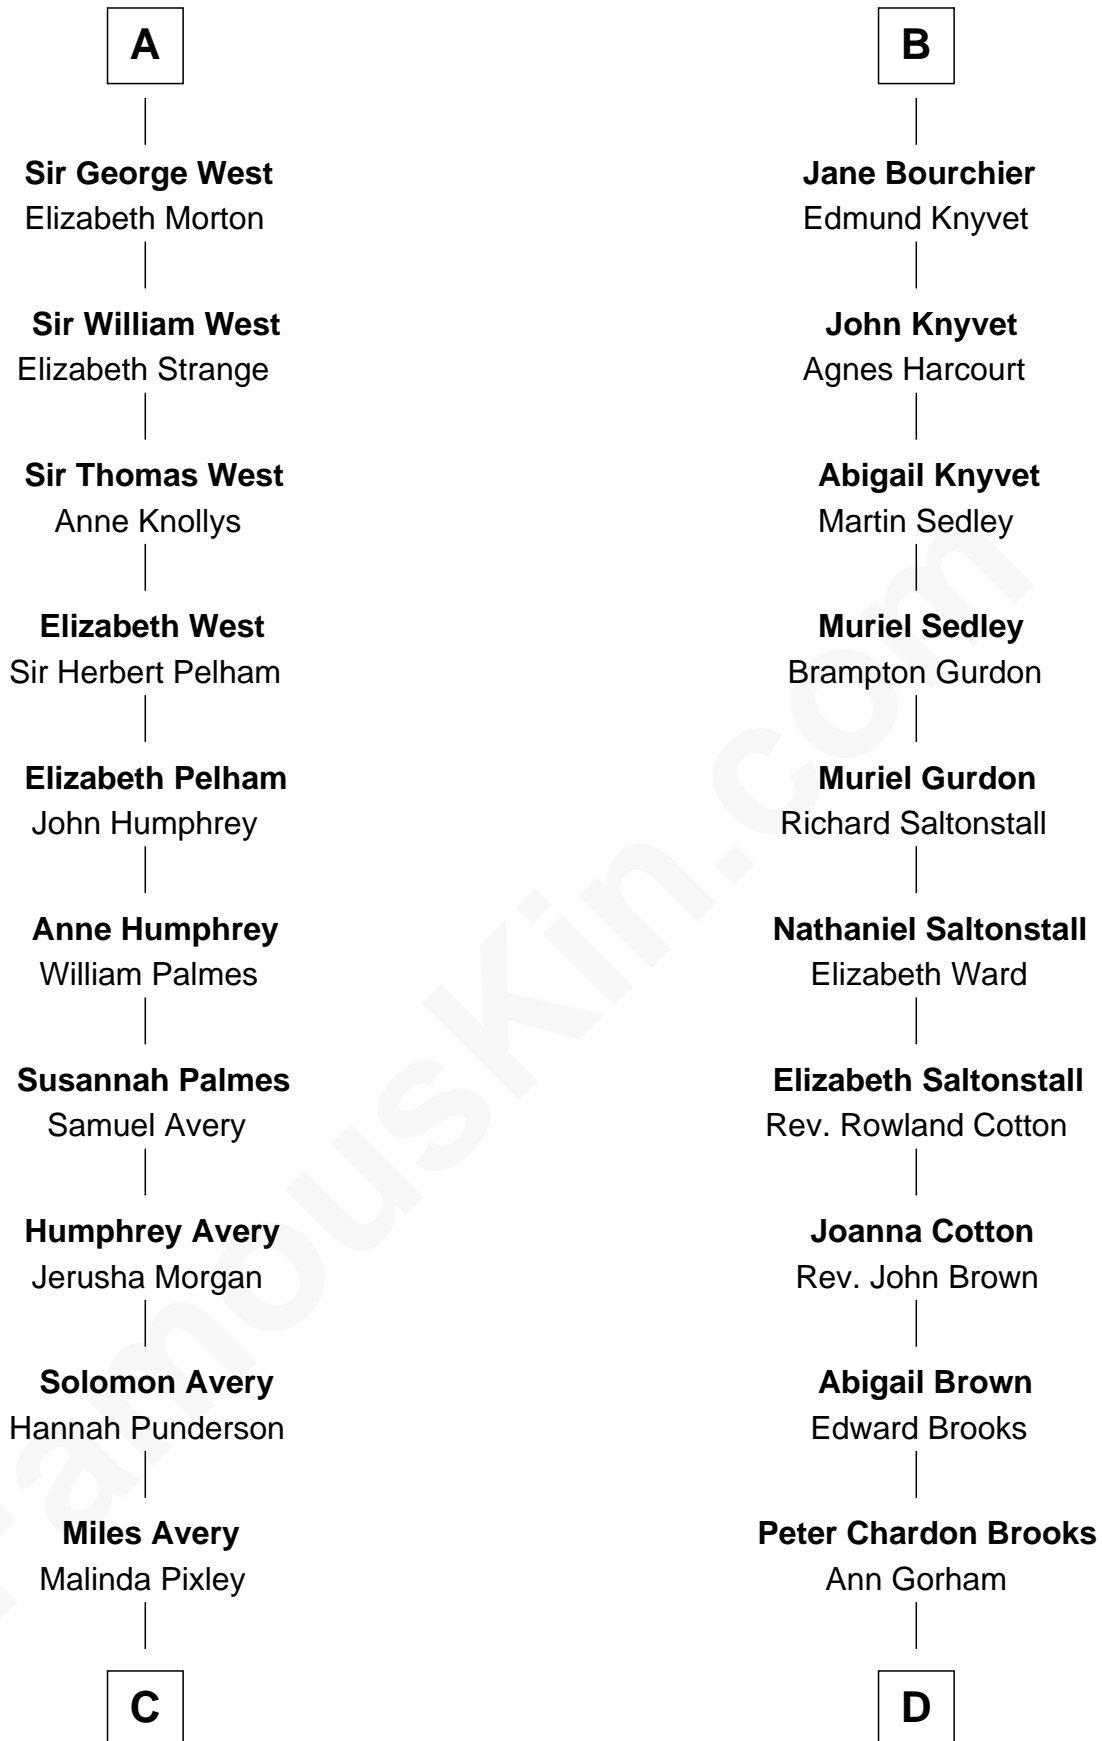 A
Sir George West
Elizabeth Morton
Sir William West
Elizabeth Strange
Sir Thomas West
Anne Knollys
Elizabeth West
Sir Herbert Pelham
Elizabeth Pelham
John Humphrey
Anne Humphrey
William Palmes
Susannah Palmes
Samuel Avery
Humphrey Avery
Jerusha Morgan
Solomon Avery
Hannah Punderson
Miles Avery
Malinda Pixley
C
B
Jane Bourchier
Edmund Knyvet
John Knyvet
Agnes Harcourt
Abigail Knyvet
Martin Sedley
Muriel Sedley
Brampton Gurdon
Muriel Gurdon
Richard Saltonstall
Nathaniel Saltonstall
Elizabeth Ward
Elizabeth Saltonstall
Rev. Rowland Cotton
Joanna Cotton
Rev. John Brown
Abigail Brown
Edward Brooks
Peter Chardon Brooks
Ann Gorham
D
FamousKin.com